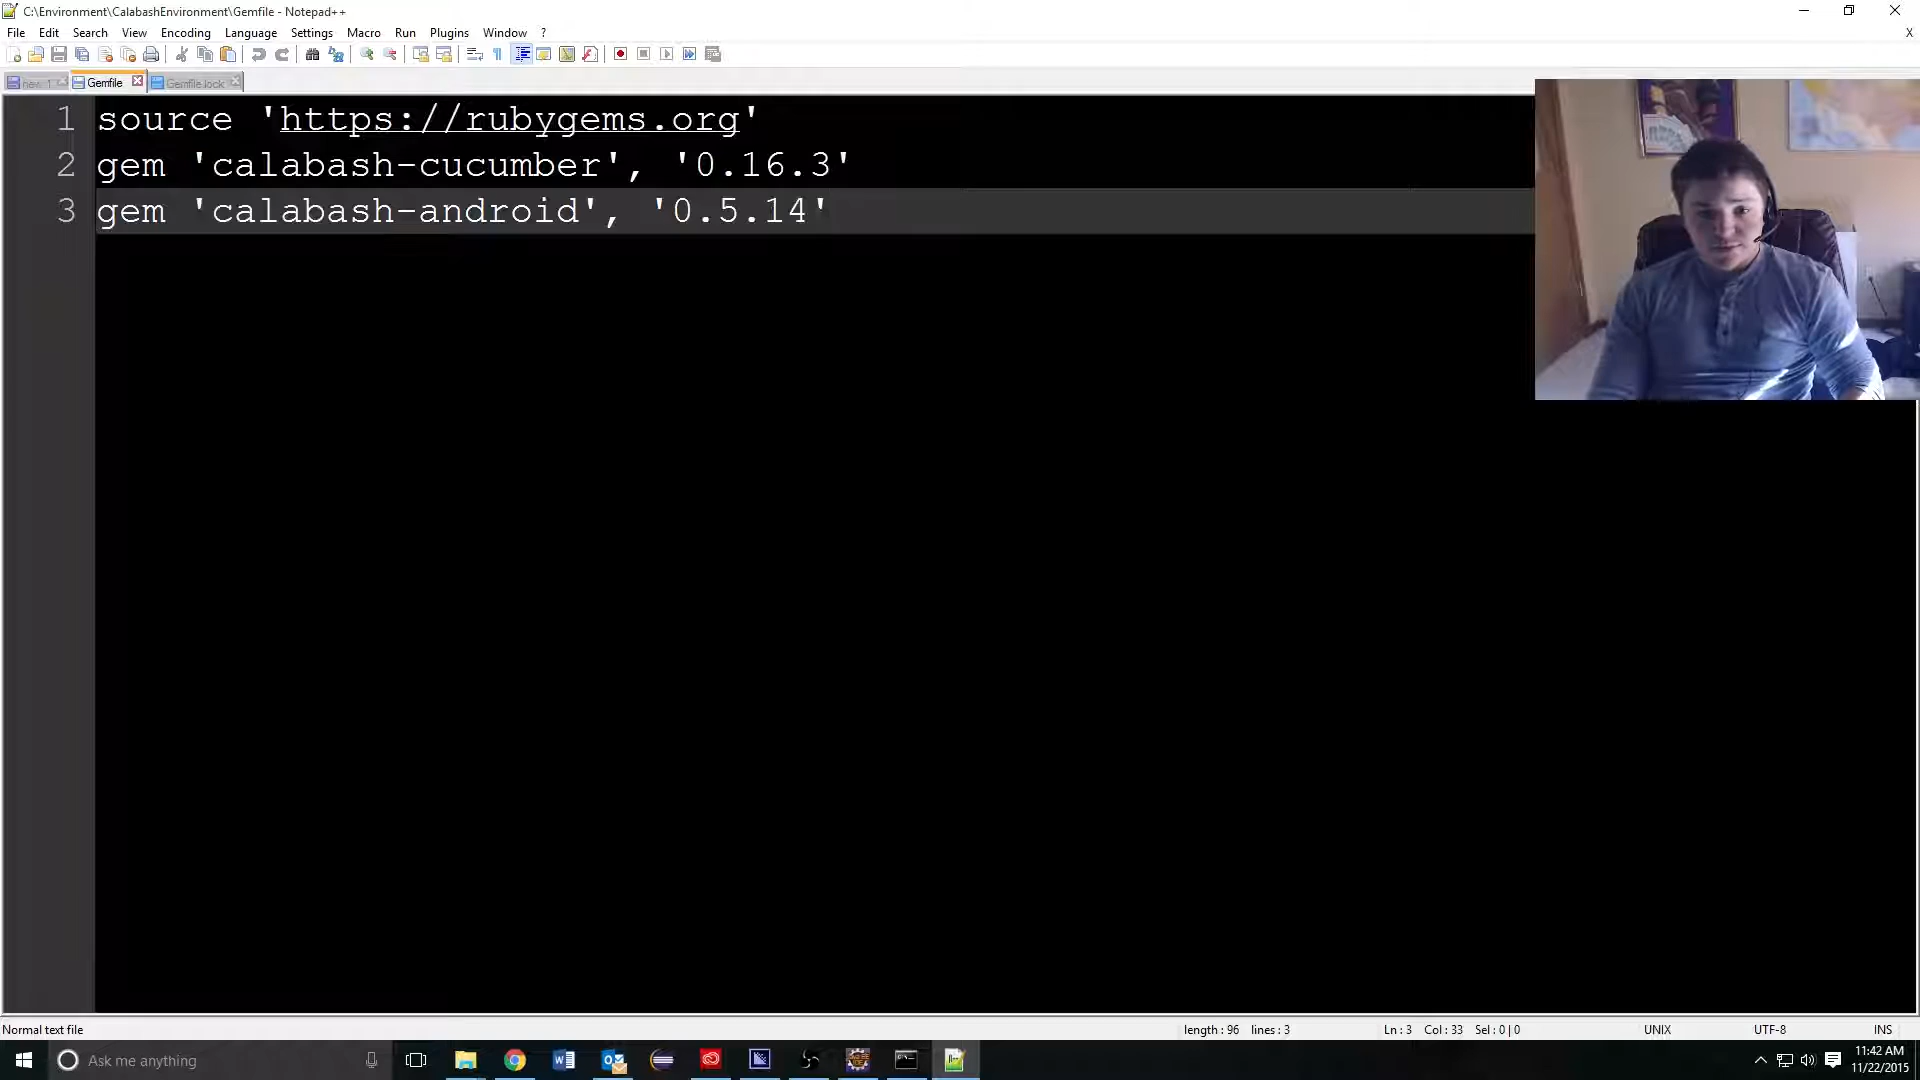 C:\Environment\CalabashEnvironment\Gemfile - Notepad++
File Edit Search View Encoding Language Settings Macro Run Plugins Window ? X
new 1 Gemfile Gemfile.lock
1 source 'https://rubygems.org'
2 gem 'calabash-cucumber', '0.16.3'
3 gem 'calabash-android', '0.5.14'
Normal text file length : 96 lines : 3 Ln : 3 Col : 33 Sel : 0 | 0 UNIX UTF-8 INS
Ask me anything
11:42 AM
11/22/2015